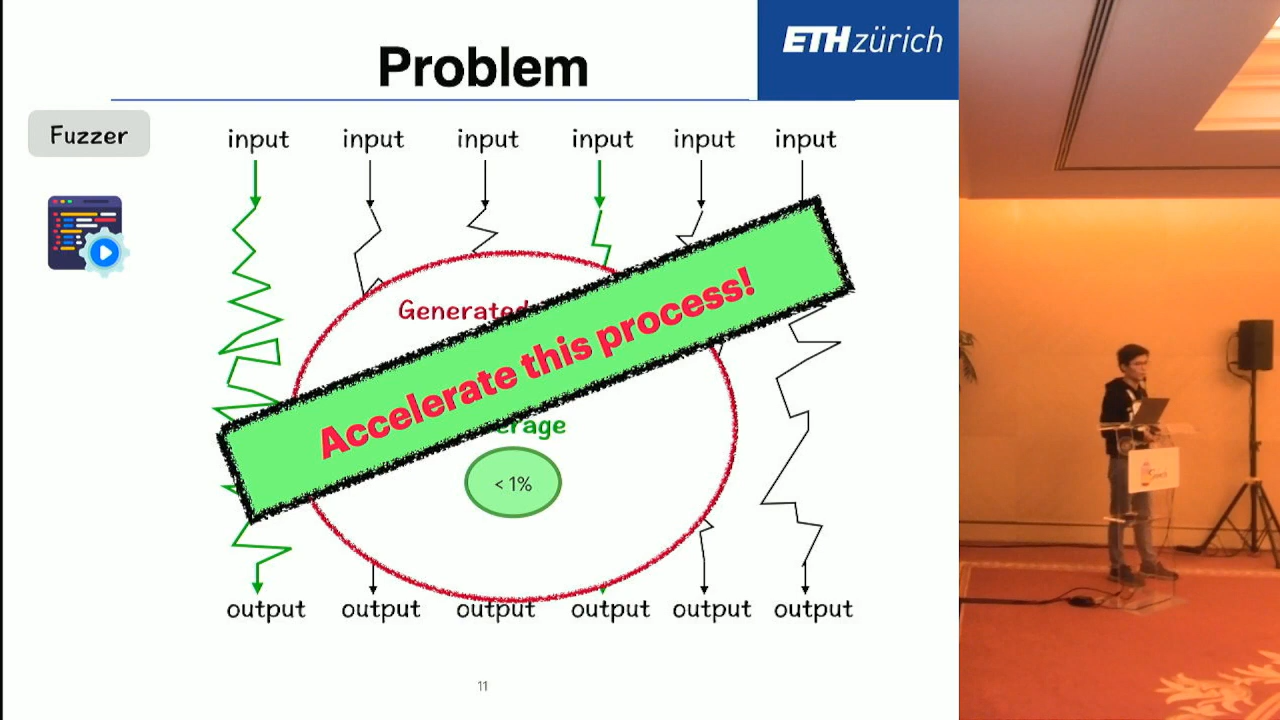 Problem
ETH zürich
Fuzzer
input input input input input input
Generated
Accelerate this process!
erage
< 1%
output output output output output output
11